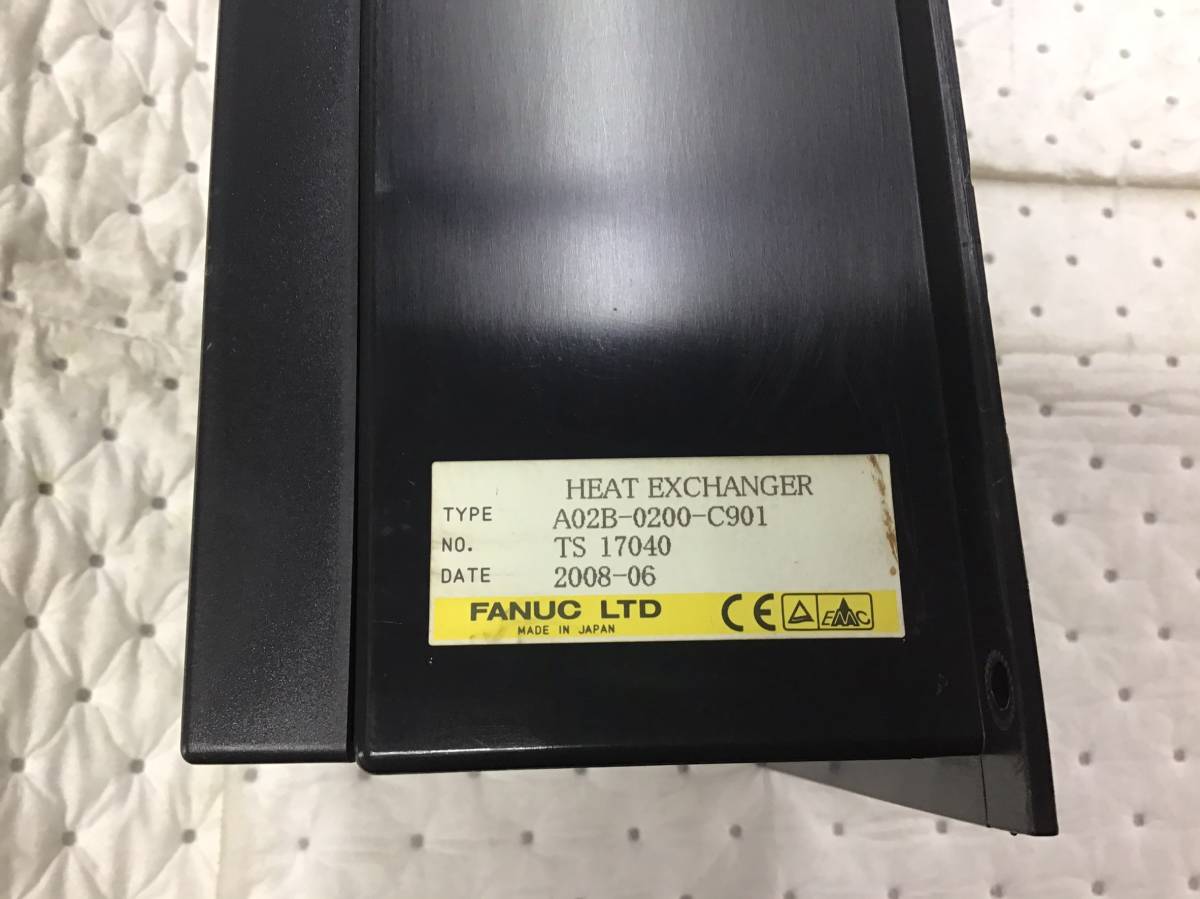 HEAT EXCHANGER
TYPE A02B-0200-C901
NO. TS 17040
DATE 2008-06
FANUC LTD
MADE IN JAPAN
CE EMC